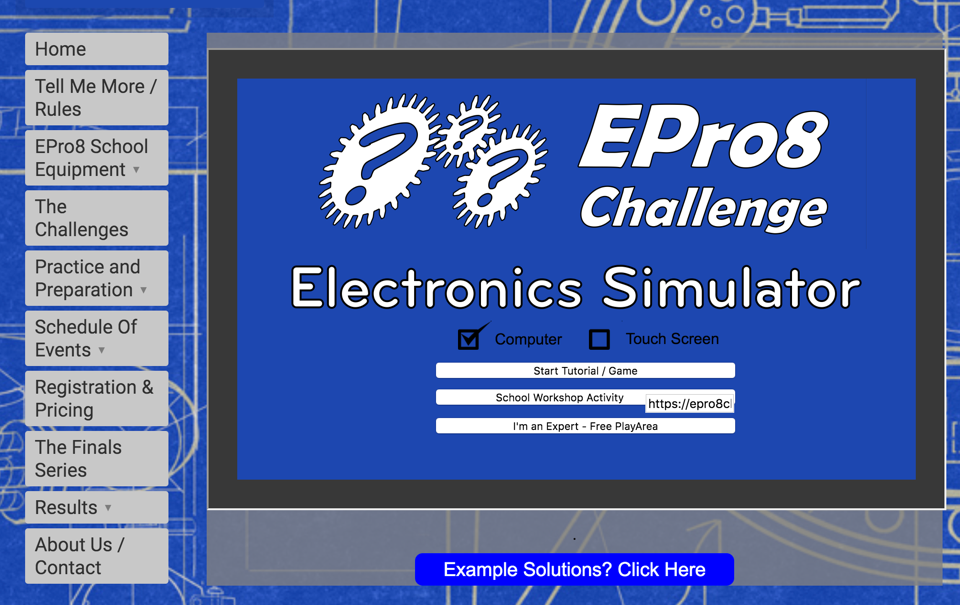 Home
Tell Me More /
Rules
EPro8 School
Equipment
The
Challenges
Practice and
Preparation
Schedule Of
Events
Registration &
Pricing
The Finals
Series
Results
About Us /
Contact
EPro8
Challenge
Electronics Simulator
Computer Touch Screen
Start Tutorial / Game
School Workshop Activity
https://epro8cl
I'm an Expert - Free PlayArea
Example Solutions? Click Here